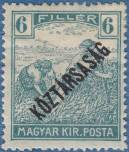 FILLÉR
6 6
KÖZTÁRSASÁG
MAGYAR KIR. POSTA